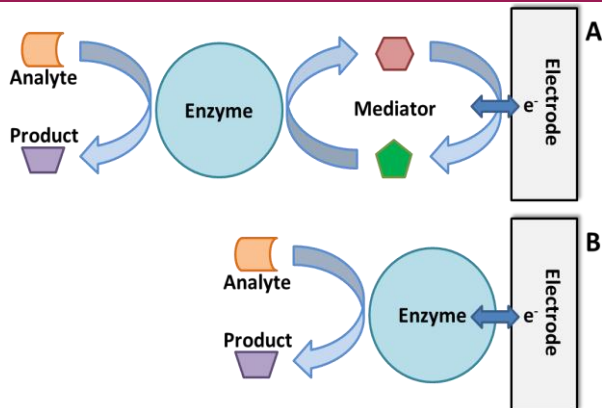 A
Analyte
Enzyme
Mediator
e-
Electrode
Product
B
Analyte
Enzyme
e-
Electrode
Product